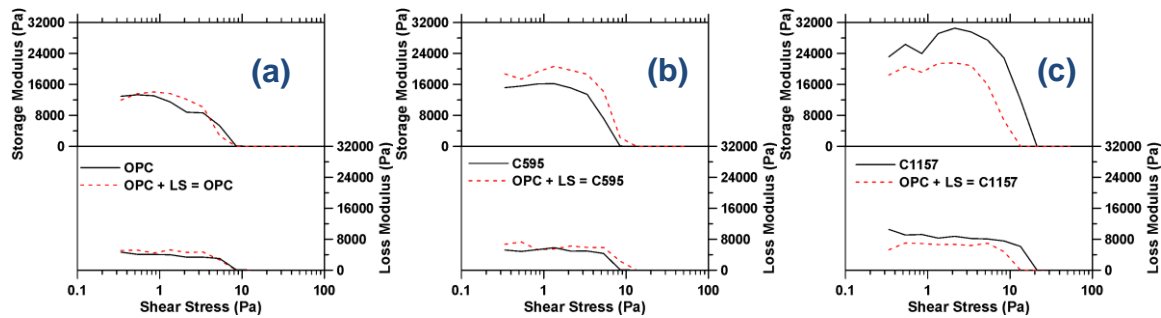 (a)
Storage Modulus (Pa)
32000
24000
16000
8000
0
OPC
OPC + LS = OPC
32000
24000
16000
8000
0
Loss Modulus (Pa)
0.1
1
10
100
Shear Stress (Pa)
(b)
Storage Modulus (Pa)
32000
24000
16000
8000
0
C595
OPC + LS = C595
32000
24000
16000
8000
0
Loss Modulus (Pa)
0.1
1
10
100
Shear Stress (Pa)
(c)
Storage Modulus (Pa)
32000
24000
16000
8000
0
C1157
OPC + LS = C1157
32000
24000
16000
8000
0
Loss Modulus (Pa)
0.1
1
10
100
Shear Stress (Pa)